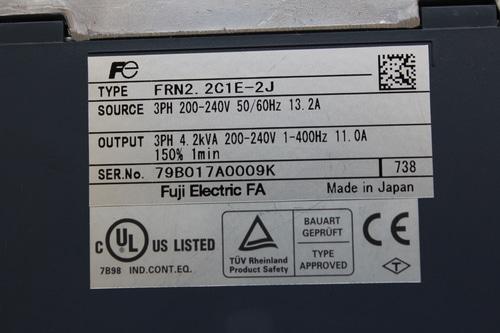 Fe
TYPE FRN2.2C1E-2J
SOURCE 3PH 200-240V 50/60Hz 13.2A
OUTPUT 3PH 4.2kVA 200-240V 1-400Hz 11.0A
150% 1min
SER.No. 79B017A0009K 738
Fuji Electric FA Made in Japan
C UL US LISTED
7B98 IND.CONT.EQ.
TÜV Rheinland
Product Safety
BAUART
GEPRÜFT
TYPE
APPROVED
CE
T